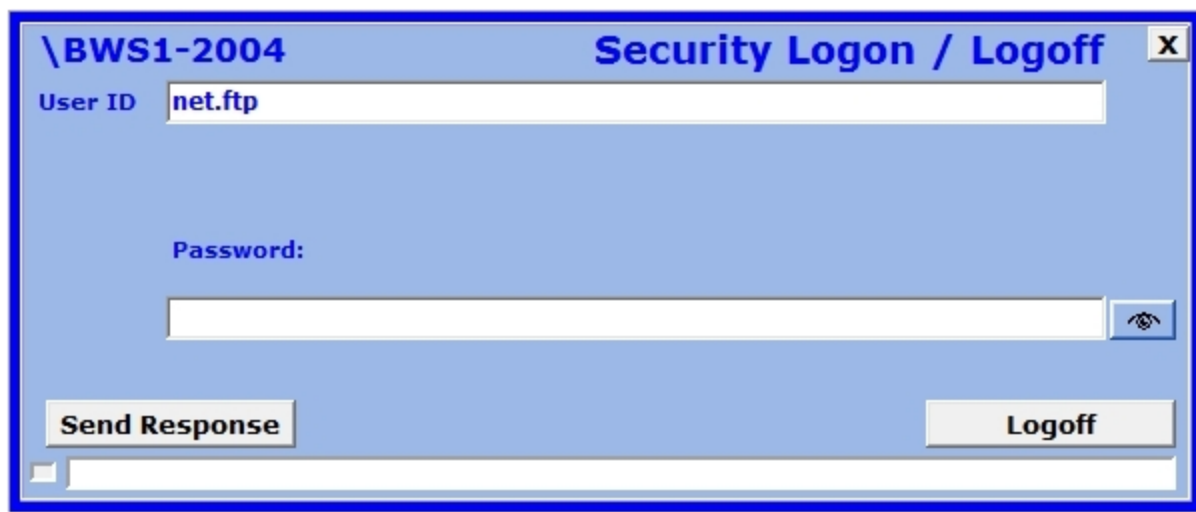 \BWS1-2004 Security Logon / Logoff X
User ID net.ftp
Password:
Send Response Logoff